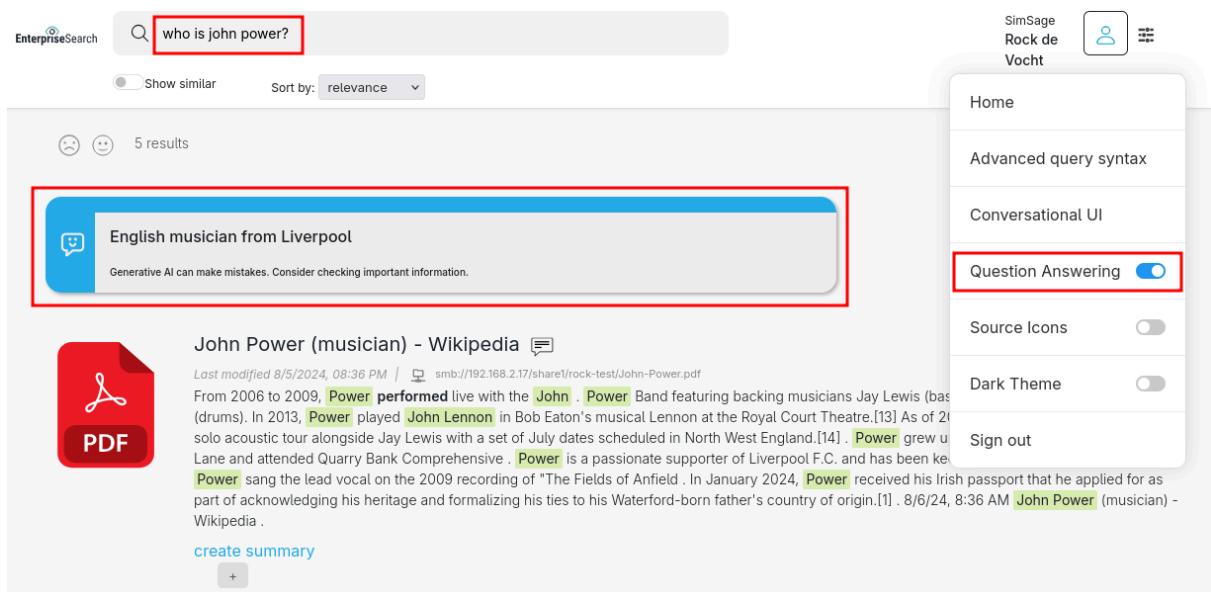 EnterpriseSearch
who is john power?
SimSage
Rock de
Vocht
Show similar
Sort by: relevance
Home
Advanced query syntax
Conversational UI
Question Answering
Source Icons
Dark Theme
Sign out
5 results
English musician from Liverpool
Generative AI can make mistakes. Consider checking important information.
PDF
John Power (musician) - Wikipedia
Last modified 8/5/2024, 08:36 PM | smb://192.168.2.17/share1/rock-test/John-Power.pdf
From 2006 to 2009, Power performed live with the John . Power Band featuring backing musicians Jay Lewis
(drums). In 2013, Power played John Lennon in Bob Eaton's musical Lennon at the Royal Court Theatre.[13] As of
solo acoustic tour alongside Jay Lewis with a set of July dates scheduled in North West England.[14] . Power grew
Lane and attended Quarry Bank Comprehensive . Power is a passionate supporter of Liverpool F.C. and has been
Power sang the lead vocal on the 2009 recording of "The Fields of Anfield . In January 2024, Power received his Irish passport that he applied for as
part of acknowledging his heritage and formalizing his ties to his Waterford-born father's country of origin.[1] . 8/6/24, 8:36 AM John Power (musician) -
Wikipedia .
create summary
+